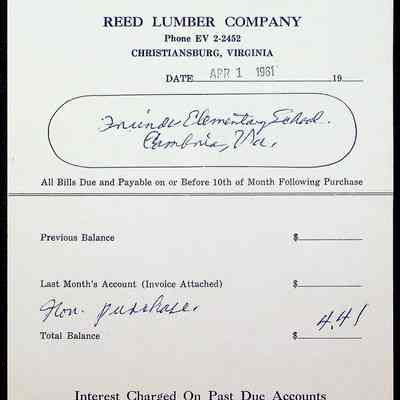 REED LUMBER COMPANY
Phone EV 2-2452
CHRISTIANSBURG, VIRGINIA
DATE APR 1 1961 19
Friends Elementary School.
Cambria, Va.
All Bills Due and Payable on or Before 10th of Month Following Purchase
Previous Balance $
Last Month's Account (Invoice Attached) $
purchase.
Total Balance $ 4.41
Interest Charged On Past Due Accounts